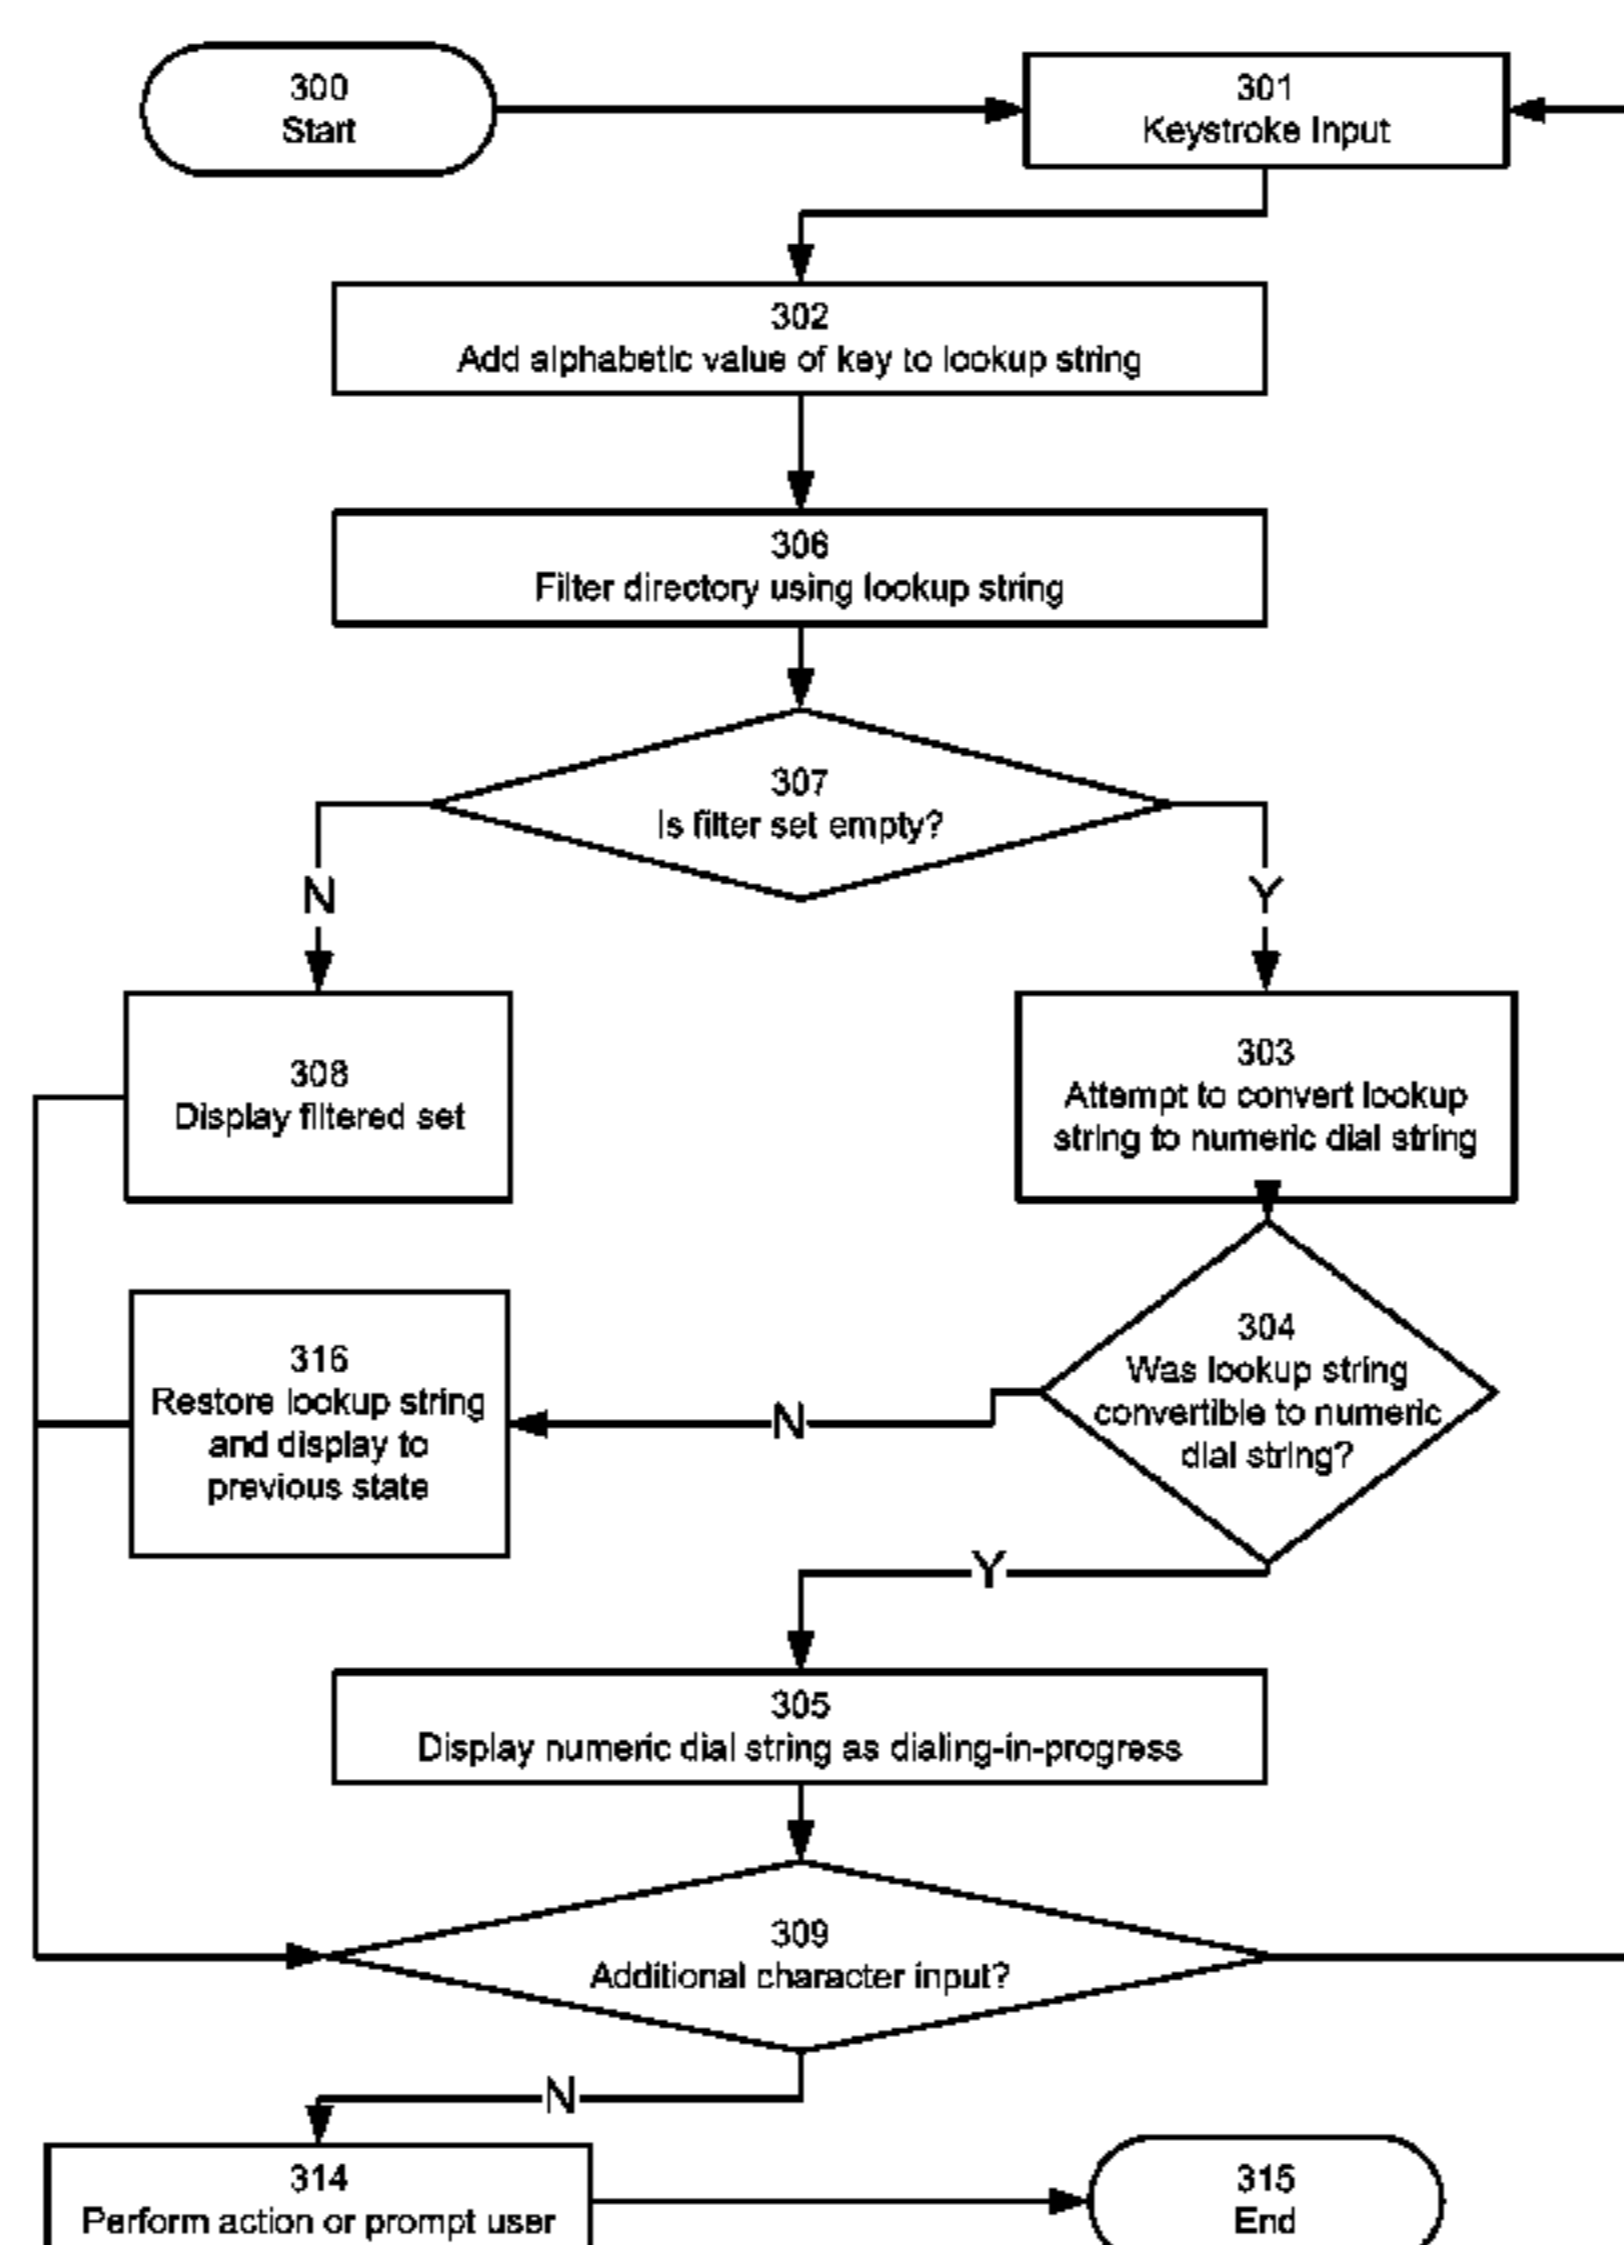 300
Start
301
Keystroke Input
302
Add alphabetic value of key to lookup string
306
Filter directory using lookup string
307
Is filter set empty?
N
Y
308
Display filtered set
303
Attempt to convert lookup
string to numeric dial string
304
Was lookup string
convertible to numeric
dial string?
316
Restore lookup string
and display to
previous state
N
Y
305
Display numeric dial string as dialing-in-progress
309
Additional character input?
N
314
Perform action or prompt user
315
End